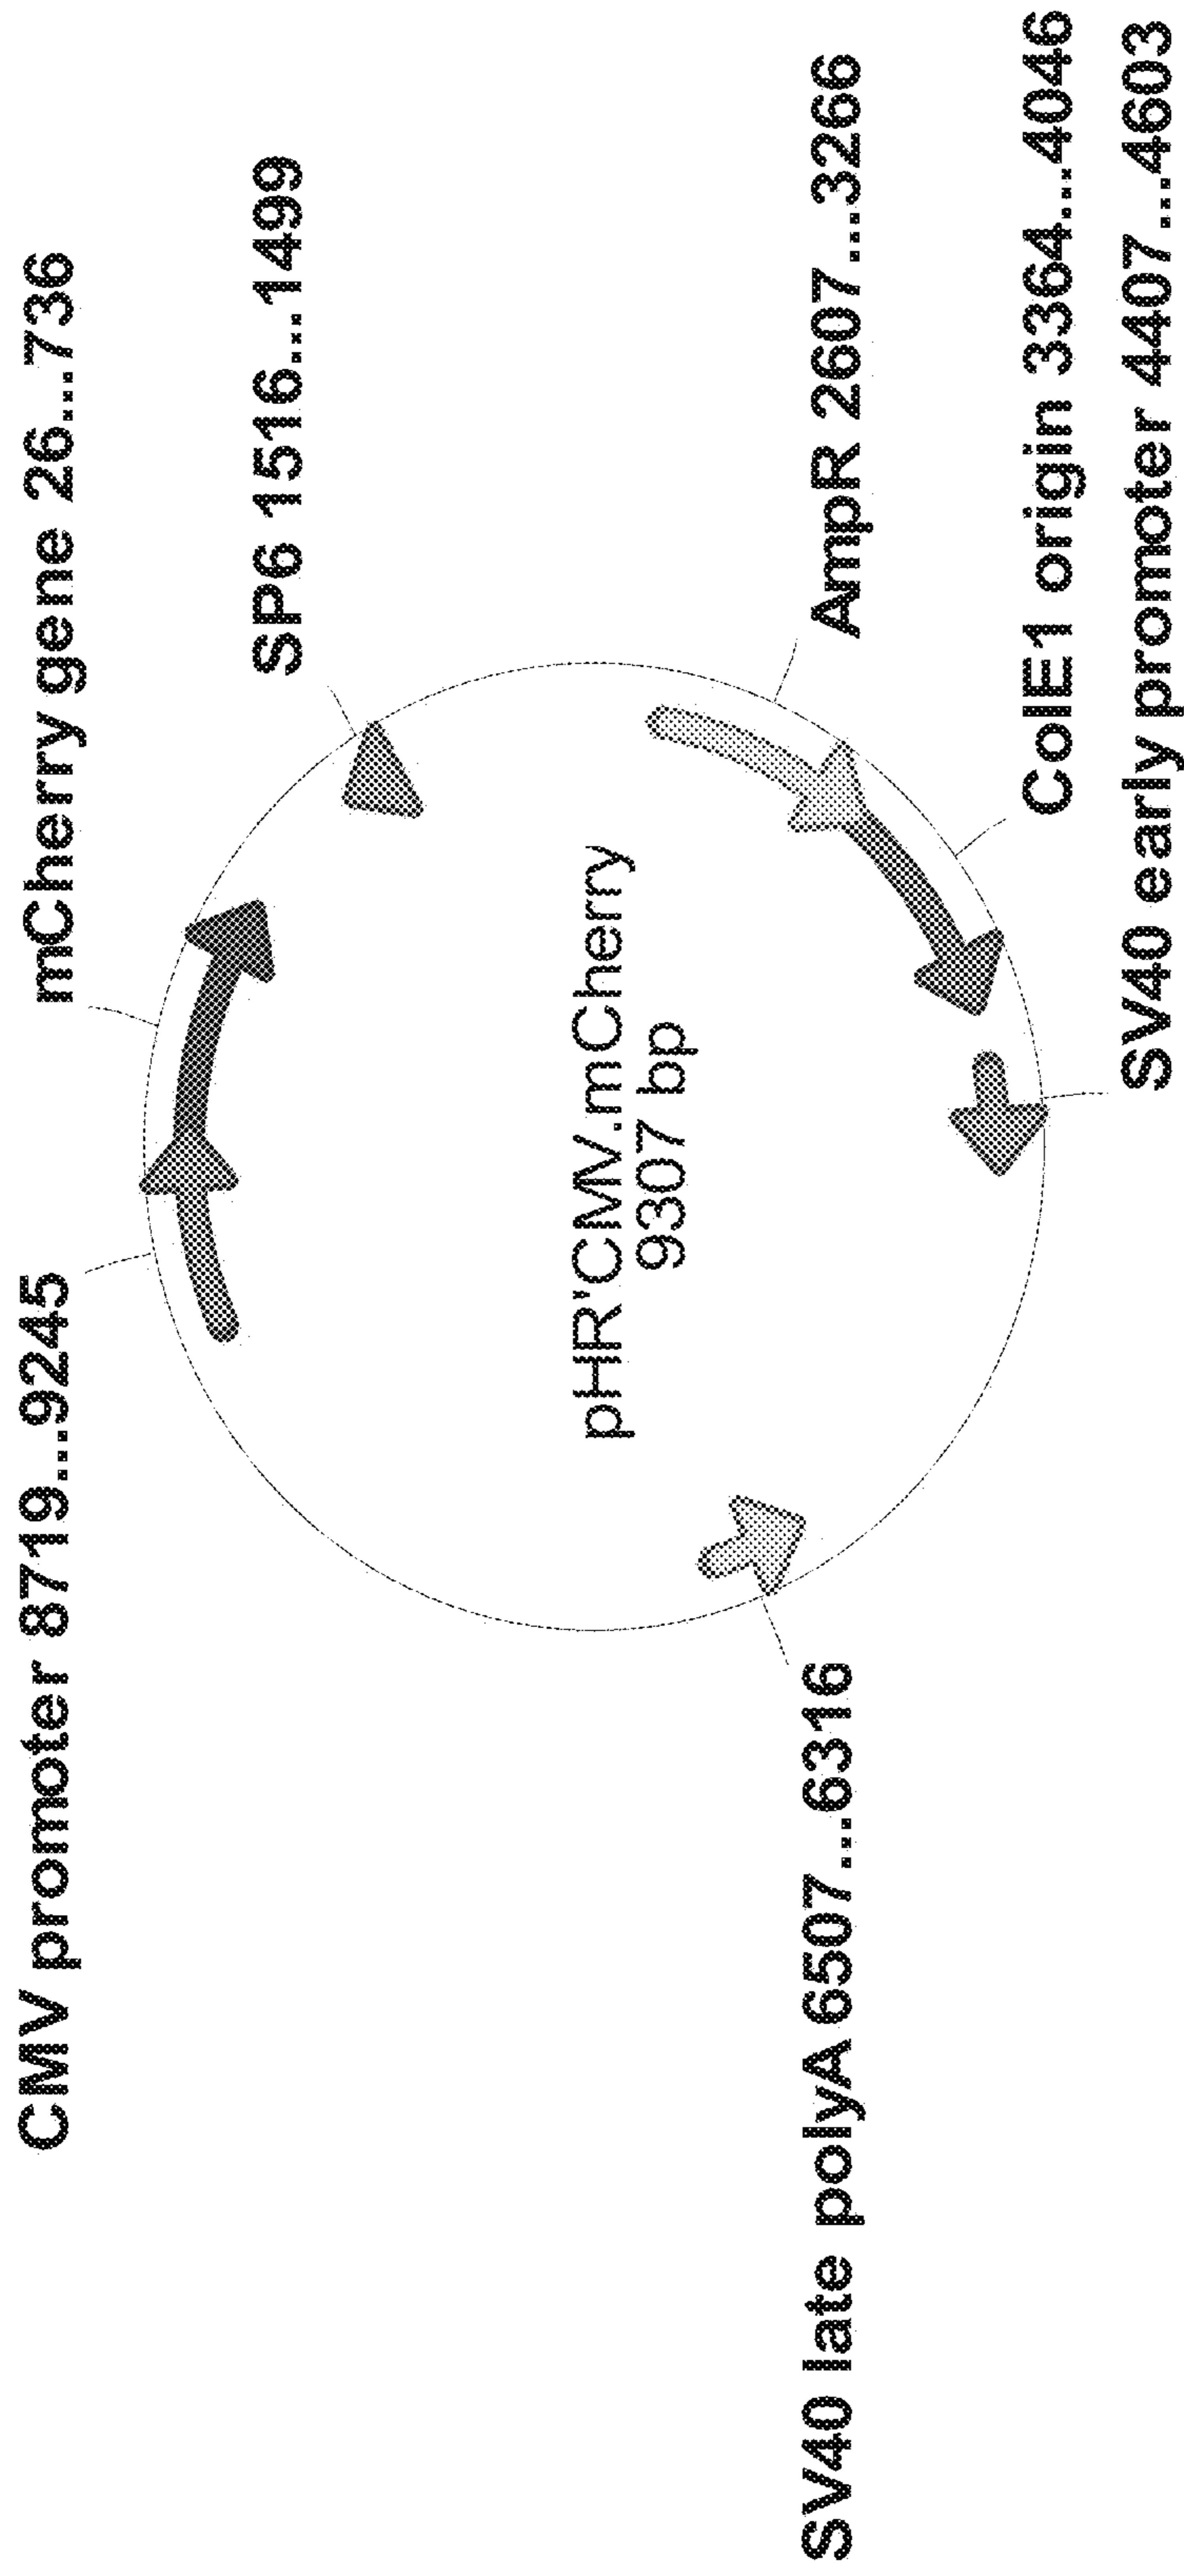 CMV promoter 8719...9245
mCherry gene 26...736
SP6 1516...1499
pHR'CMV.mCherry
9307 bp
SV40 late polyA 6507...6316
AmpR 2607...3266
ColE1 origin 3364...4046
SV40 early promoter 4407...4603